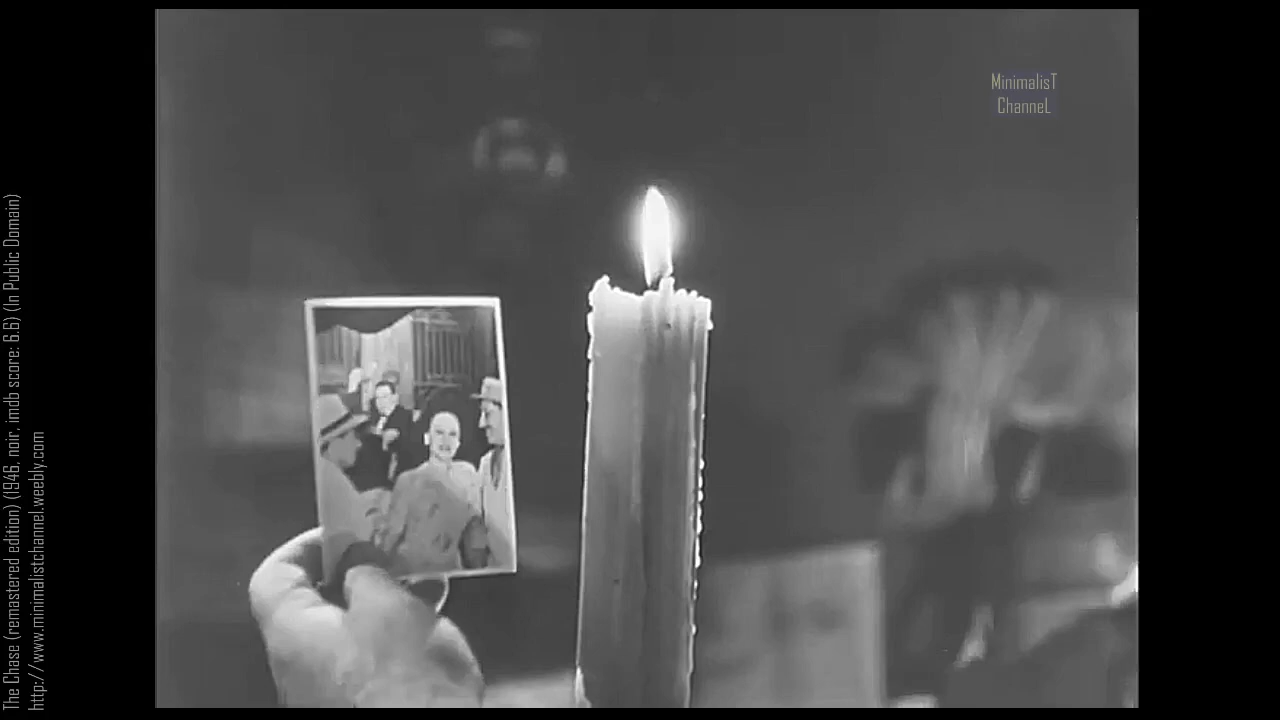 MinimalisT
ChanneL
The Chase (remastered edition) (1946, noir, imdb score: 6.6) (In Public Domain)
http://www.minimalistchannel.weebly.com